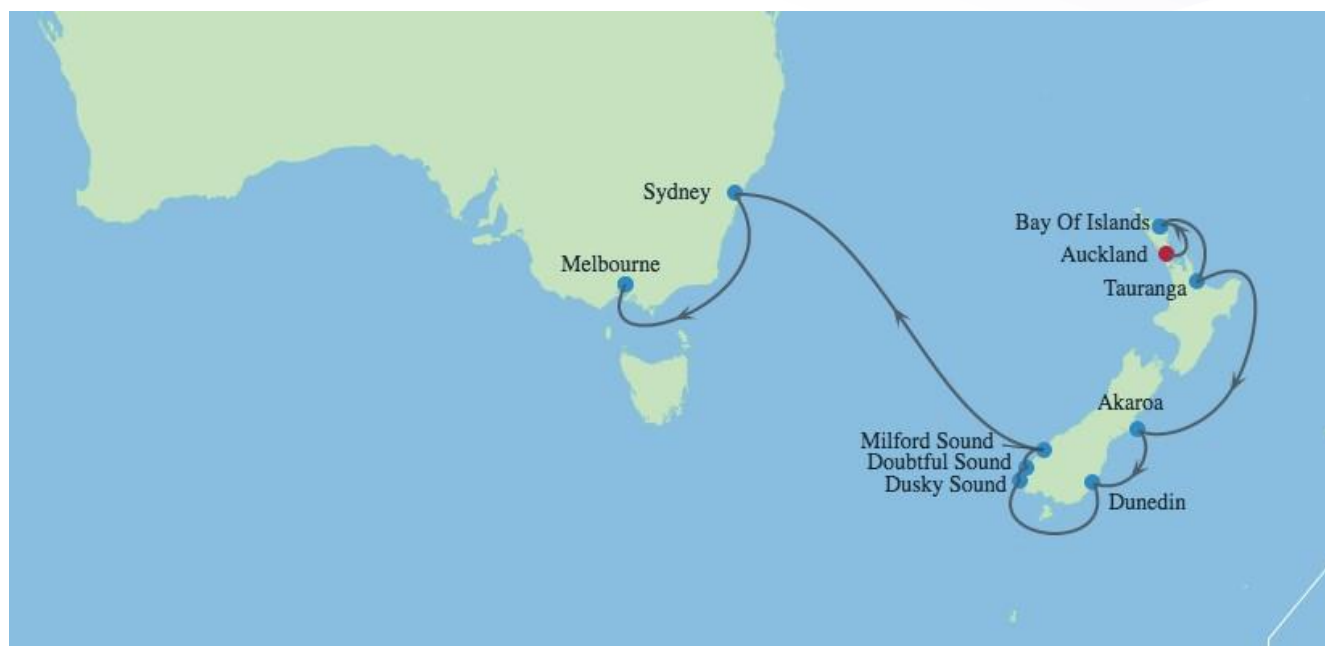 Sydney
Bay Of Islands
Auckland
Melbourne
Tauranga
Akaroa
Milford Sound
Doubtful Sound
Dusky Sound
Dunedin